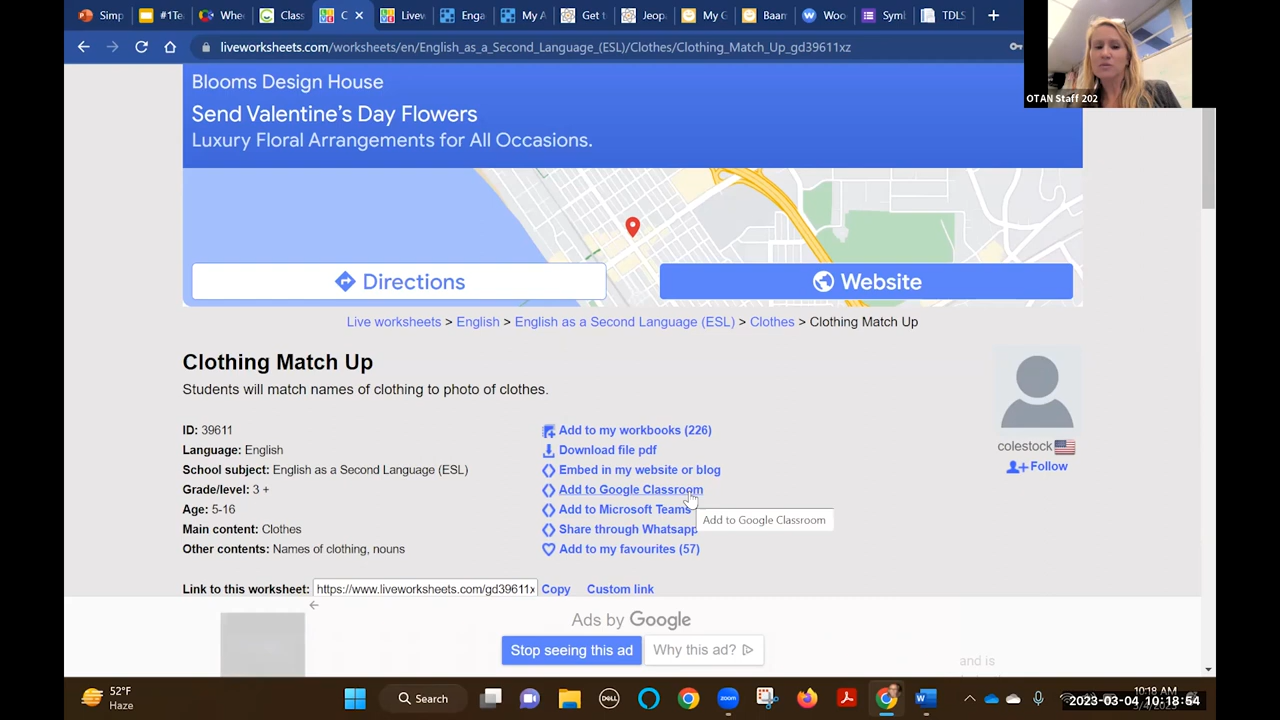 Simp
#1Tea
Whe
Class
C
Live
Enga
My A
Get t
Jeop
My G
Baam
Woo
Symb
TDLS
liveworksheets.com/worksheets/en/English_as_a_Second_Language_(ESL)/Clothes/Clothing_Match_Up_gd39611xz
OTAN Staff 202
Blooms Design House
Send Valentine's Day Flowers
Luxury Floral Arrangements for All Occasions.
Directions
Website
Live worksheets > English > English as a Second Language (ESL) > Clothes > Clothing Match Up
Clothing Match Up
Students will match names of clothing to photo of clothes.
ID: 39611
Language: English
School subject: English as a Second Language (ESL)
Grade/level: 3 +
Age: 5-16
Main content: Clothes
Other contents: Names of clothing, nouns
Add to my workbooks (226)
Download file pdf
Embed in my website or blog
Add to Google Classroom
Add to Microsoft Teams
Add to Google Classroom
Share through Whatsapp
Add to my favourites (57)
colestock
Follow
Link to this worksheet: https://www.liveworksheets.com/gd39611x Copy Custom link
Ads by Google
Stop seeing this ad
Why this ad?
and is
52°F
Haze
Search
DELL
zoom
10:18 AM
2023-03-04 10:18:54